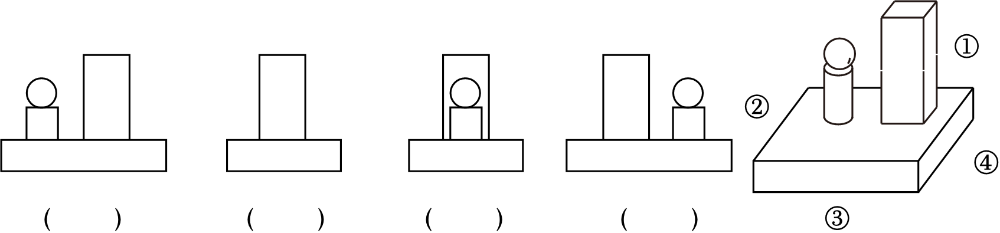 ①
②
④
(　　) (　　) (　　) (　　) ③